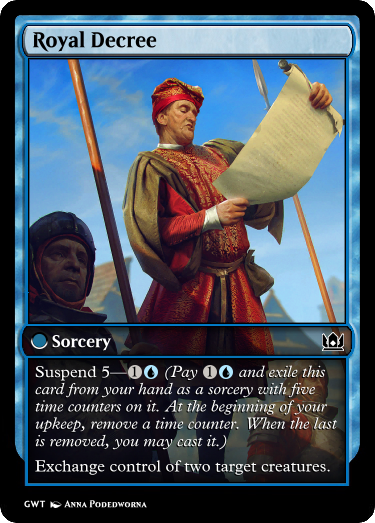 Royal Decree
Sorcery
Suspend 5—1U (Pay 1U and exile this
card from your hand as a sorcery with five
time counters on it. At the beginning of your
upkeep, remove a time counter. When the last
is removed, you may cast it.)
Exchange control of two target creatures.
GWT Anna Podedworna